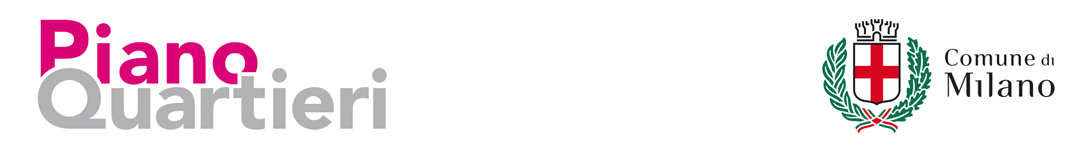 Piano
Quartieri
Comune di
Milano